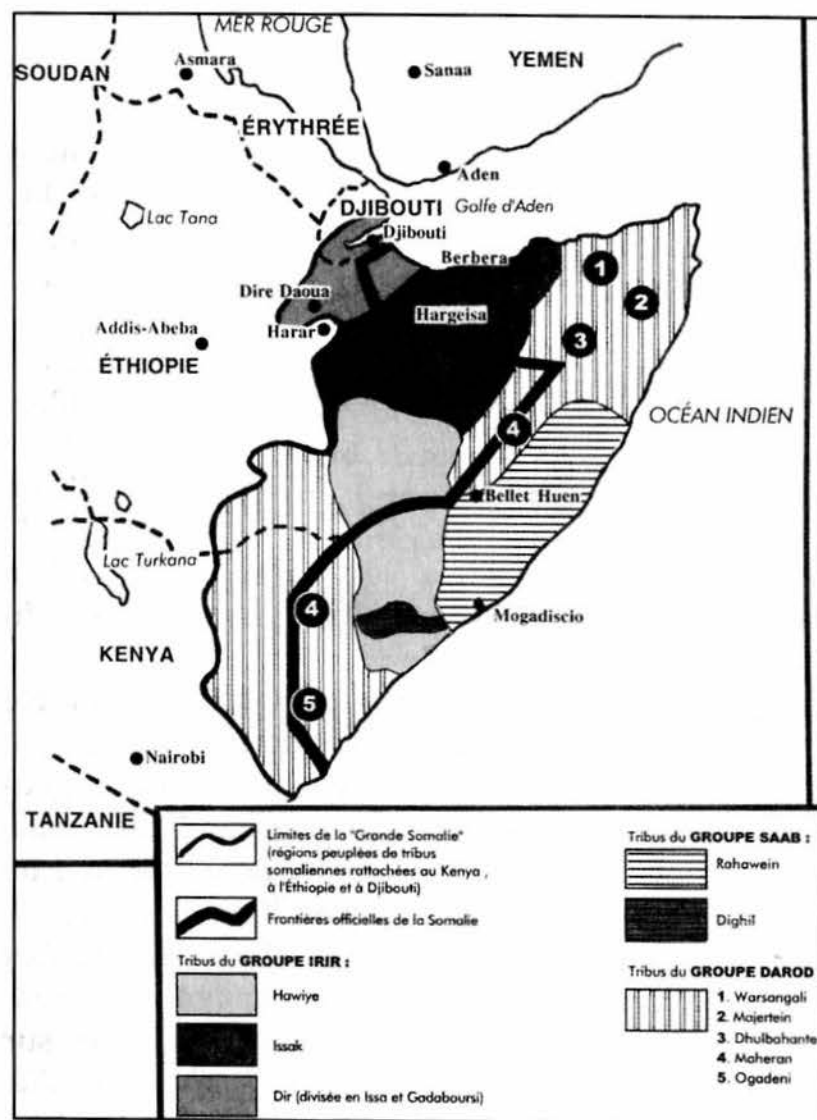 MER ROUGE
SOUDAN
Asmara
Sanaa
YEMEN
ÉRYTHRÉE
Aden
Lac Tana
DJIBOUTI
Golfe d'Aden
Djibouti
Berbera
1
2
Dire Daoua
Hargeisa
Addis-Abeba
Harar
3
ÉTHIOPIE
OCÉAN INDIEN
4
Bellet Huen
Lac Turkana
4
Mogadiscio
KENYA
5
Nairobi
TANZANIE
Limites de la "Grande Somalie"
(régions peuplées de tribus
somaliennes rattachées au Kenya ,
à l'Éthiopie et à Djibouti)
Frontières officielles de la Somalie
Tribus du GROUPE IRIR :
Hawiye
Issak
Dir (divisée en Issa et Gadaboursi)
Tribus du GROUPE SAAB :
Rahawein
Dighil
Tribus du GROUPE DAROD
1. Warsangali
2. Majertein
3. Dhulbahante
4. Maheran
5. Ogadeni